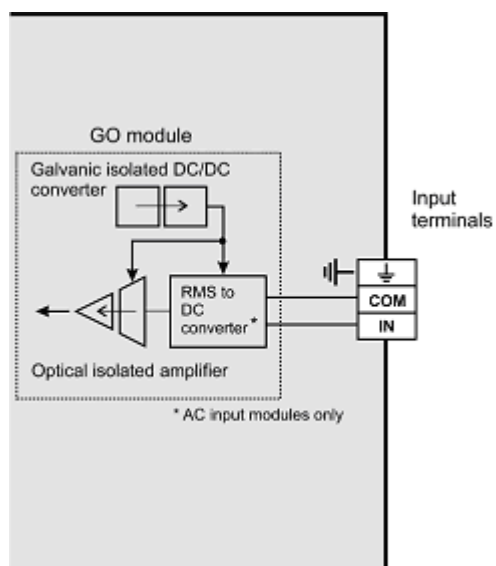 GO module
Galvanic isolated DC/DC
converter
Input
terminals
RMS to
DC
converter *
COM
IN
Optical isolated amplifier
* AC input modules only